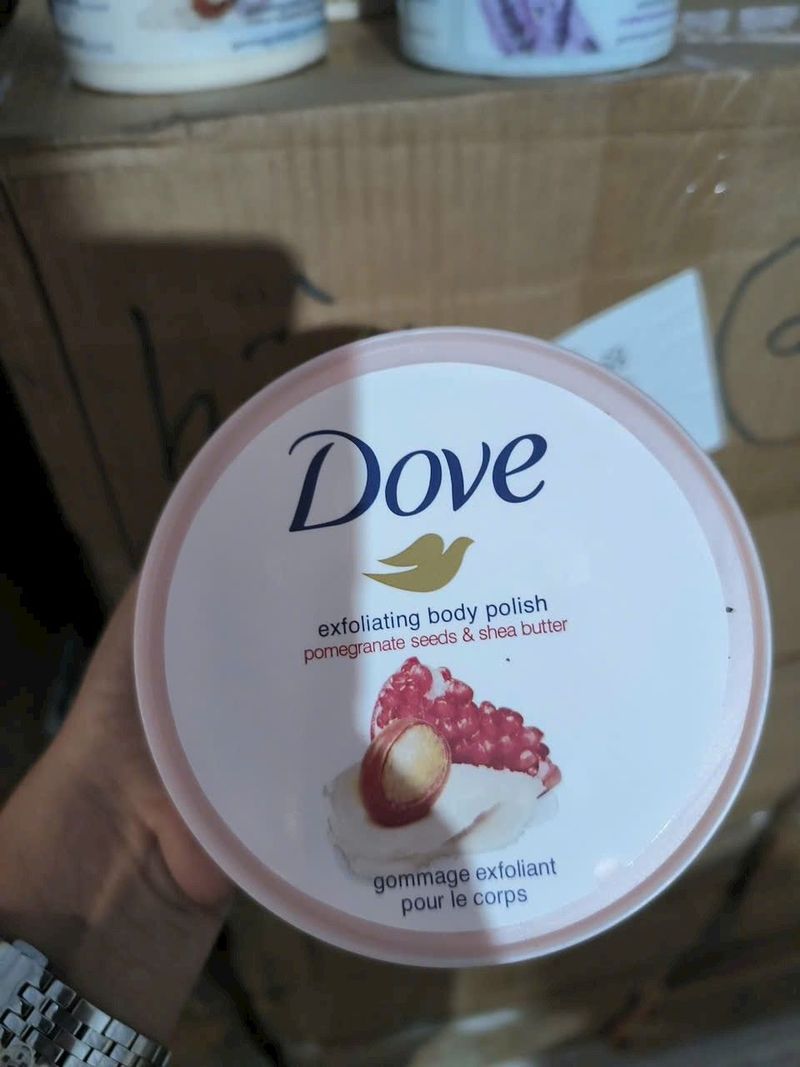 Dove
exfoliating body polish
pomegranate seeds & shea butter
gommage exfoliant
pour le corps